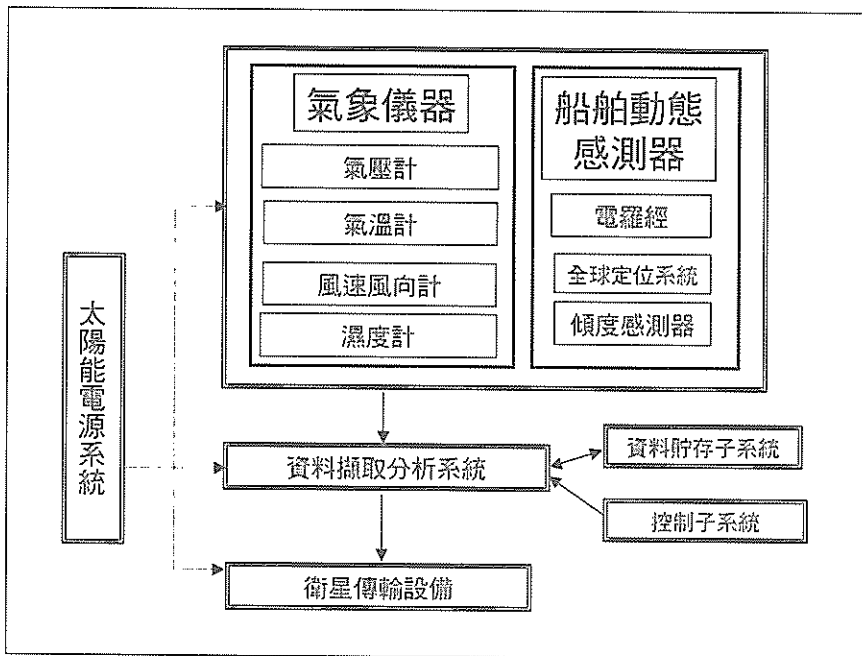 氣象儀器
氣壓計
氣溫計
風速風向計
濕度計
船舶動態
感測器
電羅經
全球定位系統
傾度感測器
太陽能電源系統
資料擷取分析系統
資料貯存子系統
控制子系統
衛星傳輸設備